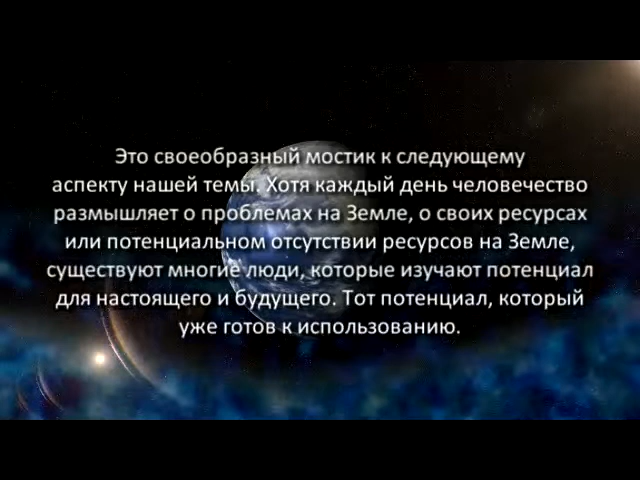 Это своеобразный мостик к следующему
аспекту нашей темы. Хотя каждый день человечество
размышляет о проблемах на Земле, о своих ресурсах
или потенциальном отсутствии ресурсов на Земле,
существуют многие люди, которые изучают потенциал
для настоящего и будущего. Тот потенциал, который
уже готов к использованию.